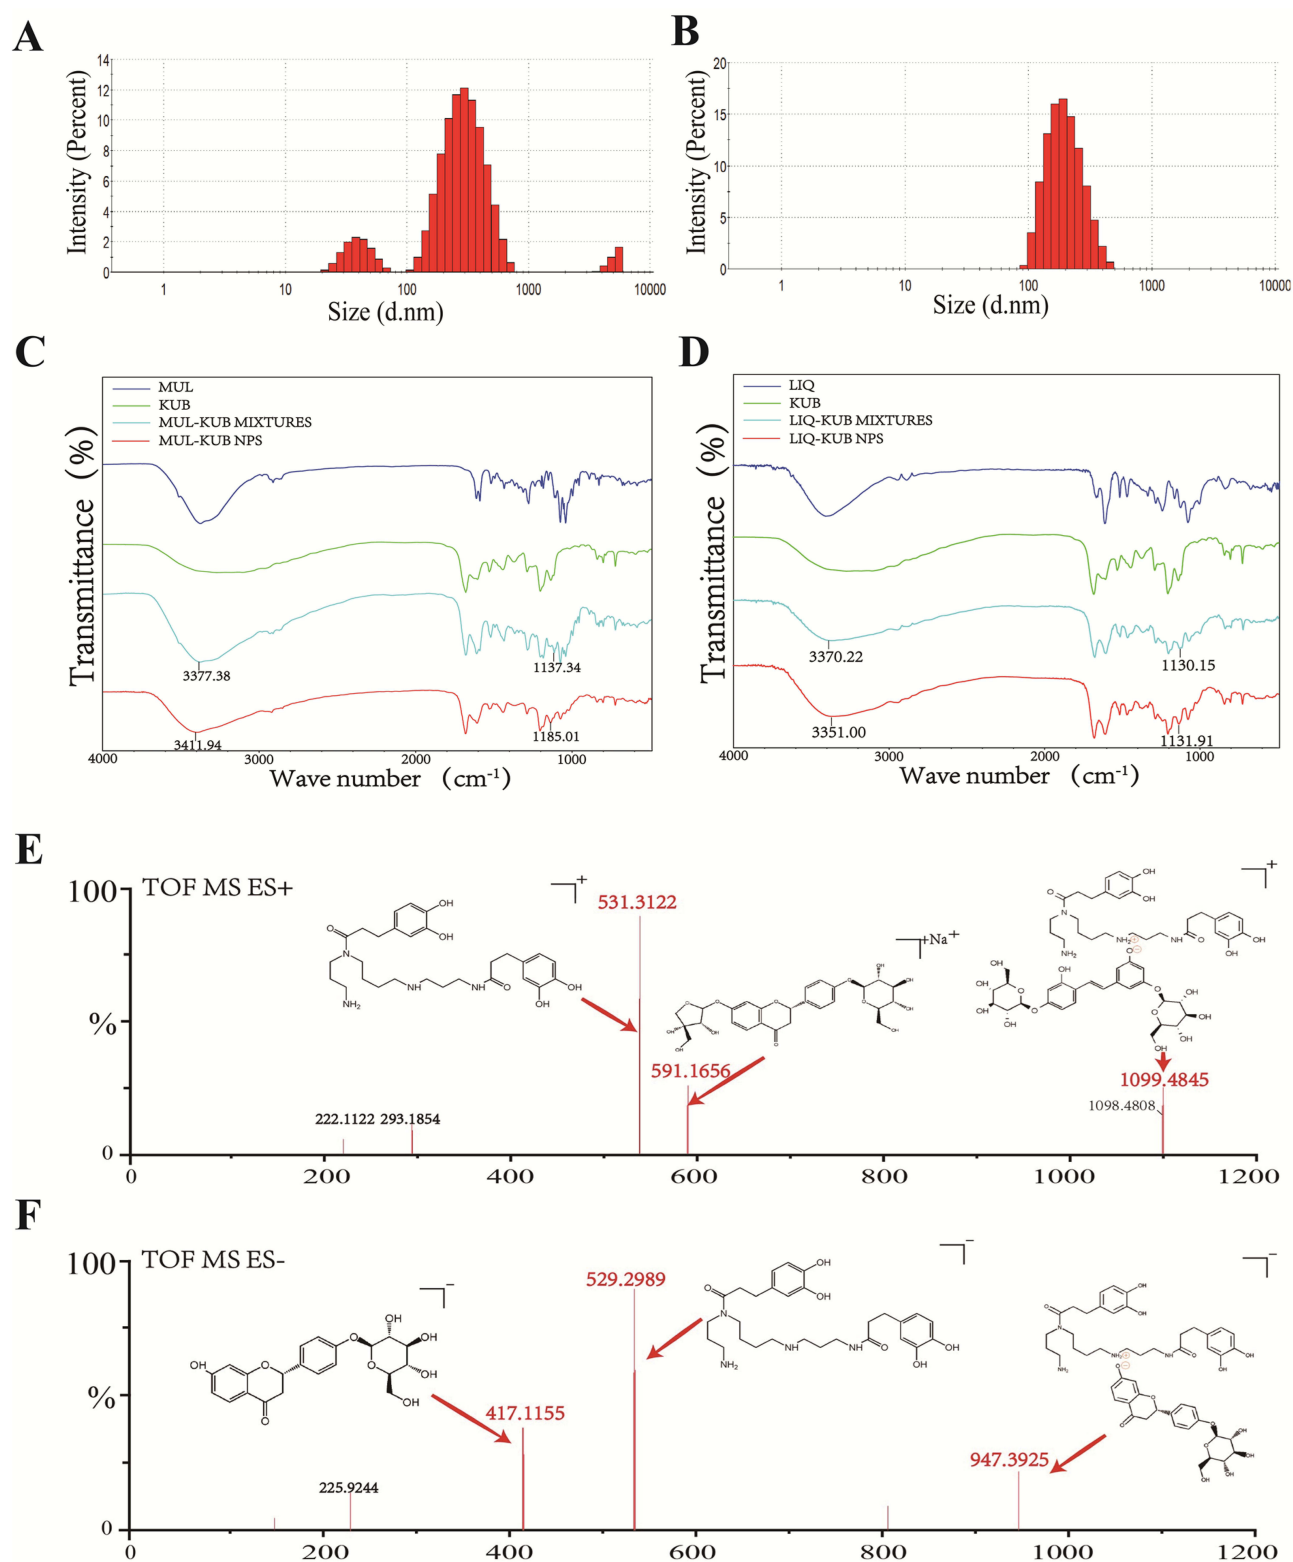 A
Intensity (Percent)
14
12
10
8
6
4
2
0
1
10
100
1000
10000
Size (d.nm)
B
Intensity (Percent)
20
15
10
5
0
1
10
100
1000
10000
Size (d.nm)
C
Transmittance (%)
MUL
KUB
MUL-KUB MIXTURES
MUL-KUB NPS
3377.38
1137.34
3411.94
1185.01
4000
3000
2000
1000
Wave number (cm⁻¹)
D
Transmittance (%)
LIQ
KUB
LIQ-KUB MIXTURES
LIQ-KUB NPS
3370.22
1130.15
3351.00
1131.91
4000
3000
2000
1000
Wave number (cm⁻¹)
E
TOF MS ES+
100
%
0
222.1122
293.1854
531.3122
591.1656
+Na+
1099.4845
1098.4808
0
200
400
600
800
1000
1200
F
TOF MS ES-
100
%
0
225.9244
417.1155
529.2989
947.3925
0
200
400
600
800
1000
1200